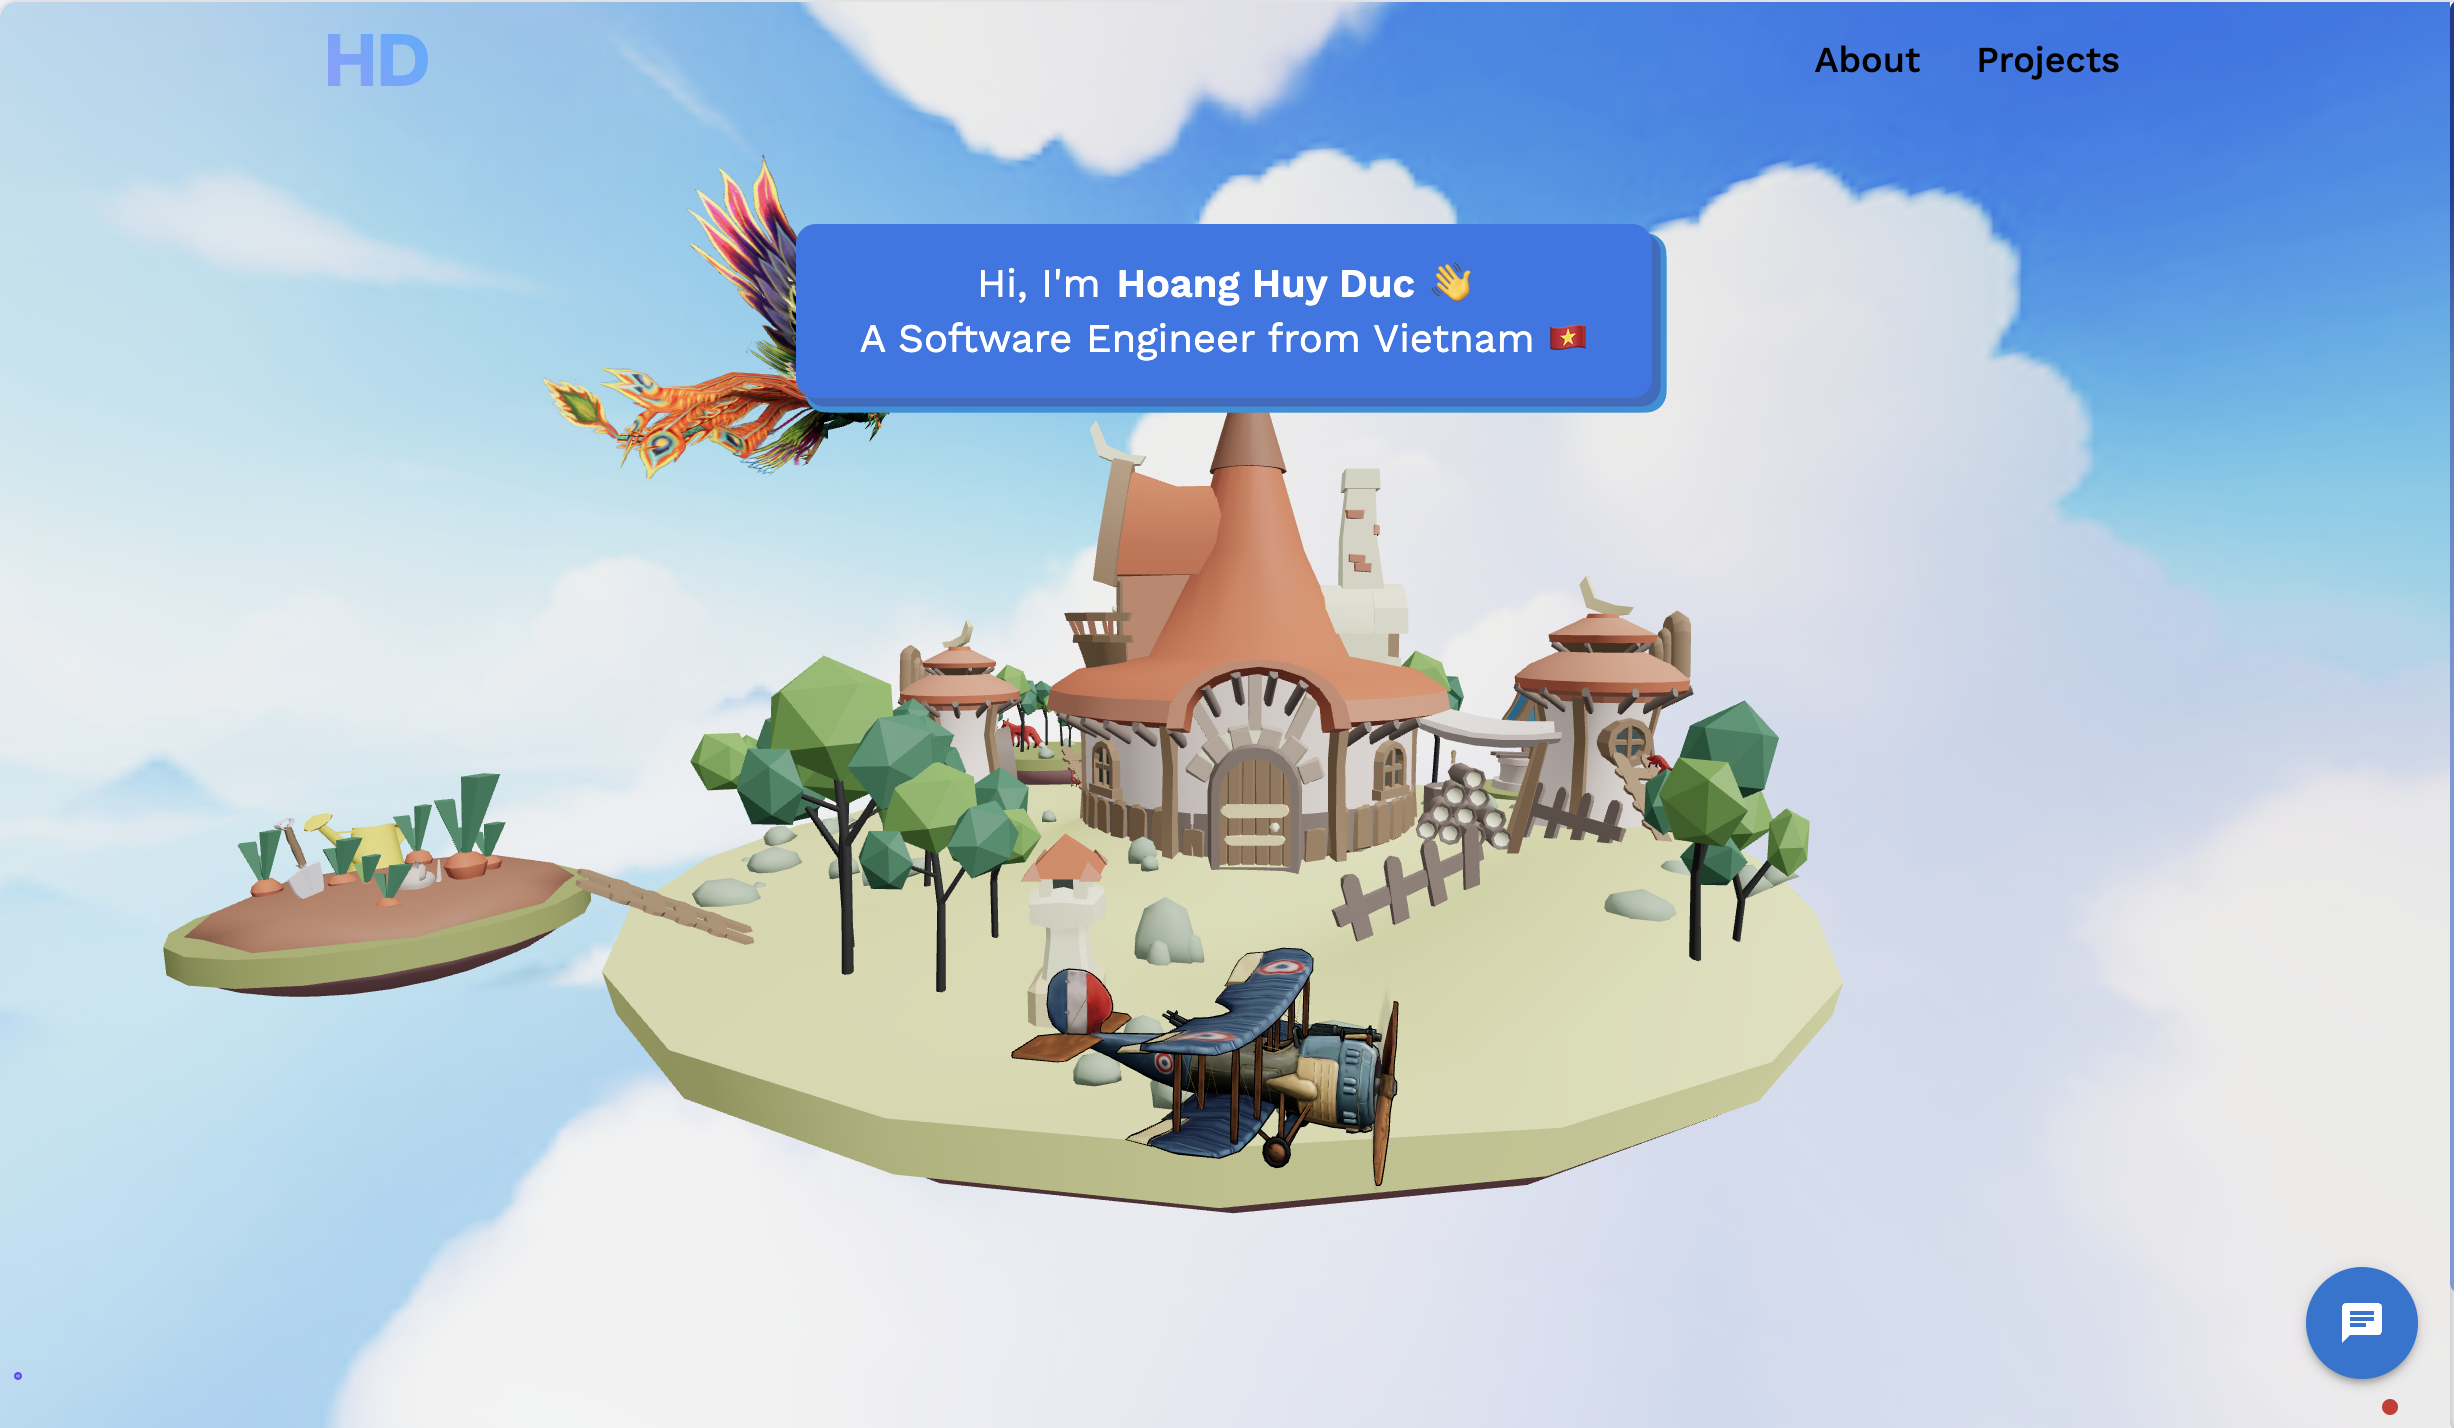 HD
About Projects
Hi, I'm Hoang Huy Duc 👋
A Software Engineer from Vietnam 🇻🇳